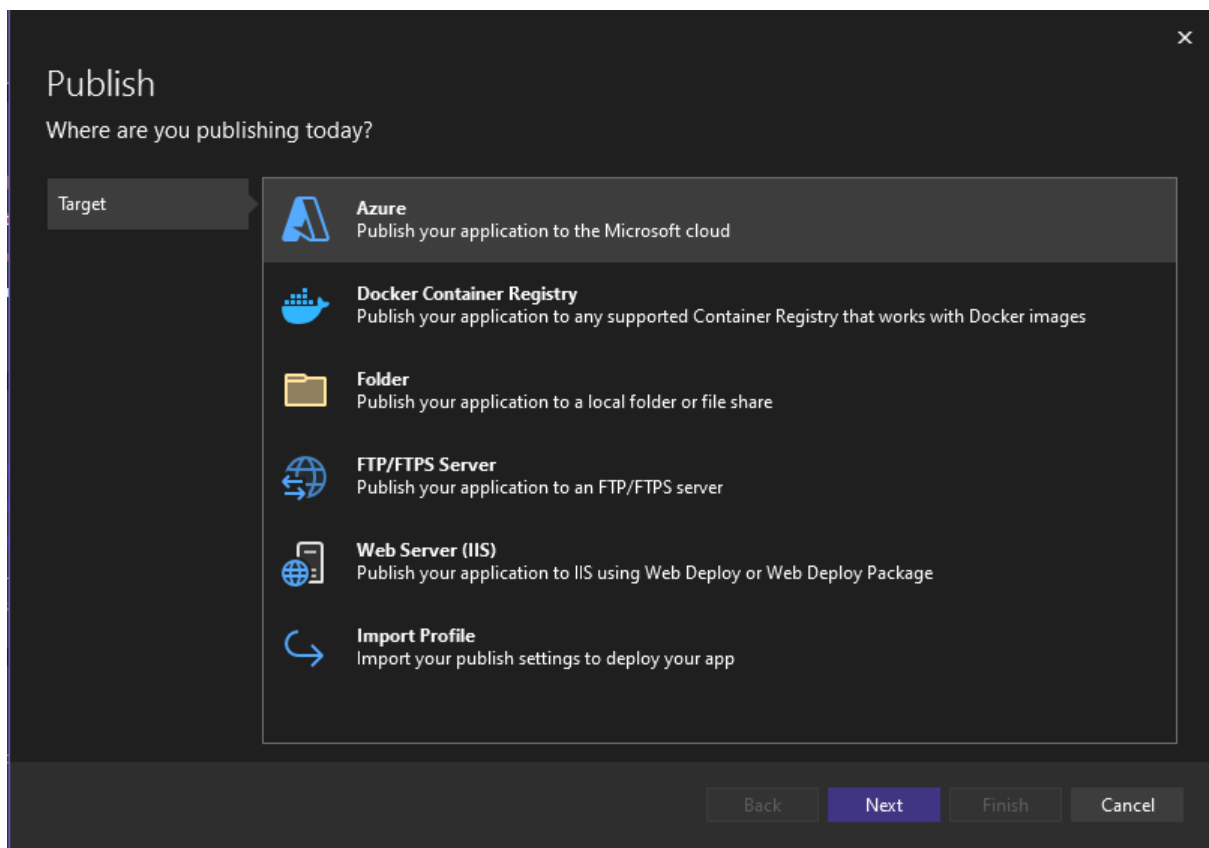 Publish
Where are you publishing today?
Target
Azure
Publish your application to the Microsoft cloud
Docker Container Registry
Publish your application to any supported Container Registry that works with Docker images
Folder
Publish your application to a local folder or file share
FTP/FTPS Server
Publish your application to an FTP/FTPS server
Web Server (IIS)
Publish your application to IIS using Web Deploy or Web Deploy Package
Import Profile
Import your publish settings to deploy your app
Back
Next
Finish
Cancel